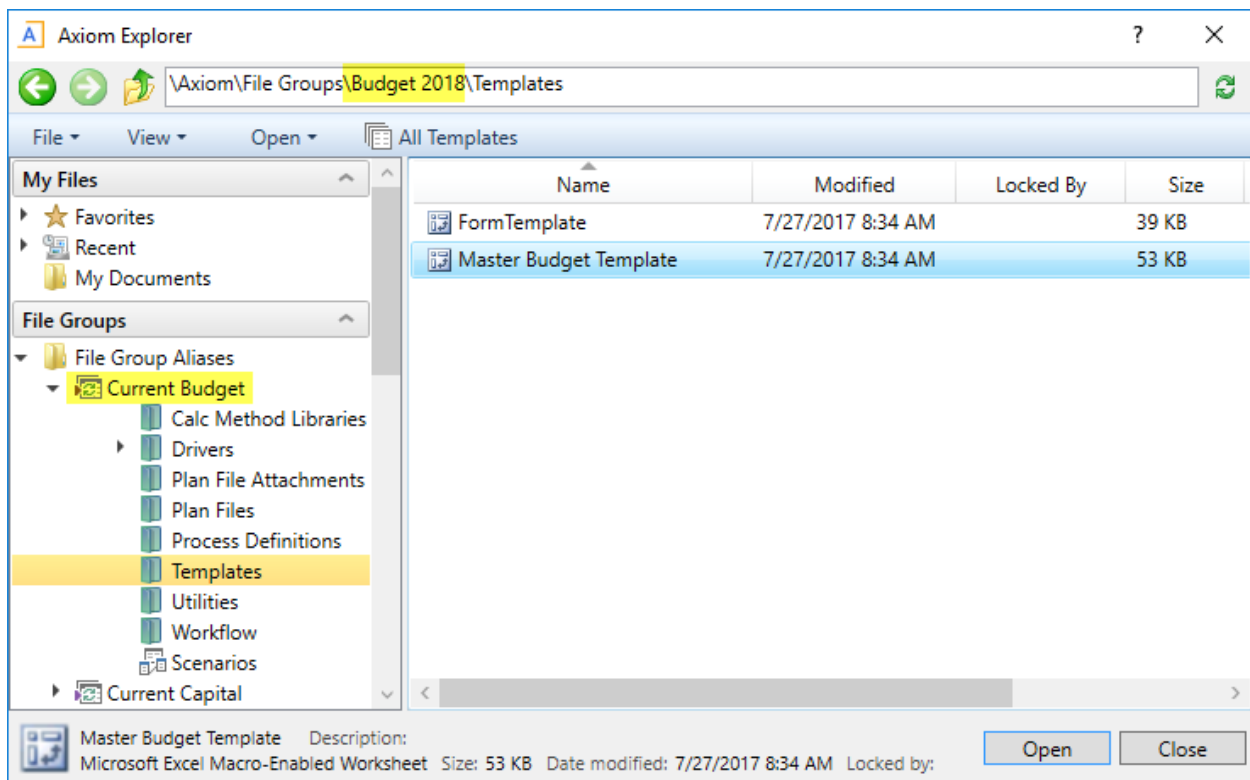 Axiom Explorer ?
\Axiom\File Groups\Budget 2018\Templates
File View Open All Templates
My Files
Favorites
Recent
My Documents
File Groups
File Group Aliases
Current Budget
Calc Method Libraries
Drivers
Plan File Attachments
Plan Files
Process Definitions
Templates
Utilities
Workflow
Scenarios
Current Capital
Name Modified Locked By Size
FormTemplate 7/27/2017 8:34 AM 39 KB
Master Budget Template 7/27/2017 8:34 AM 53 KB
Master Budget Template Description:
Microsoft Excel Macro-Enabled Worksheet Size: 53 KB Date modified: 7/27/2017 8:34 AM Locked by:
Open Close